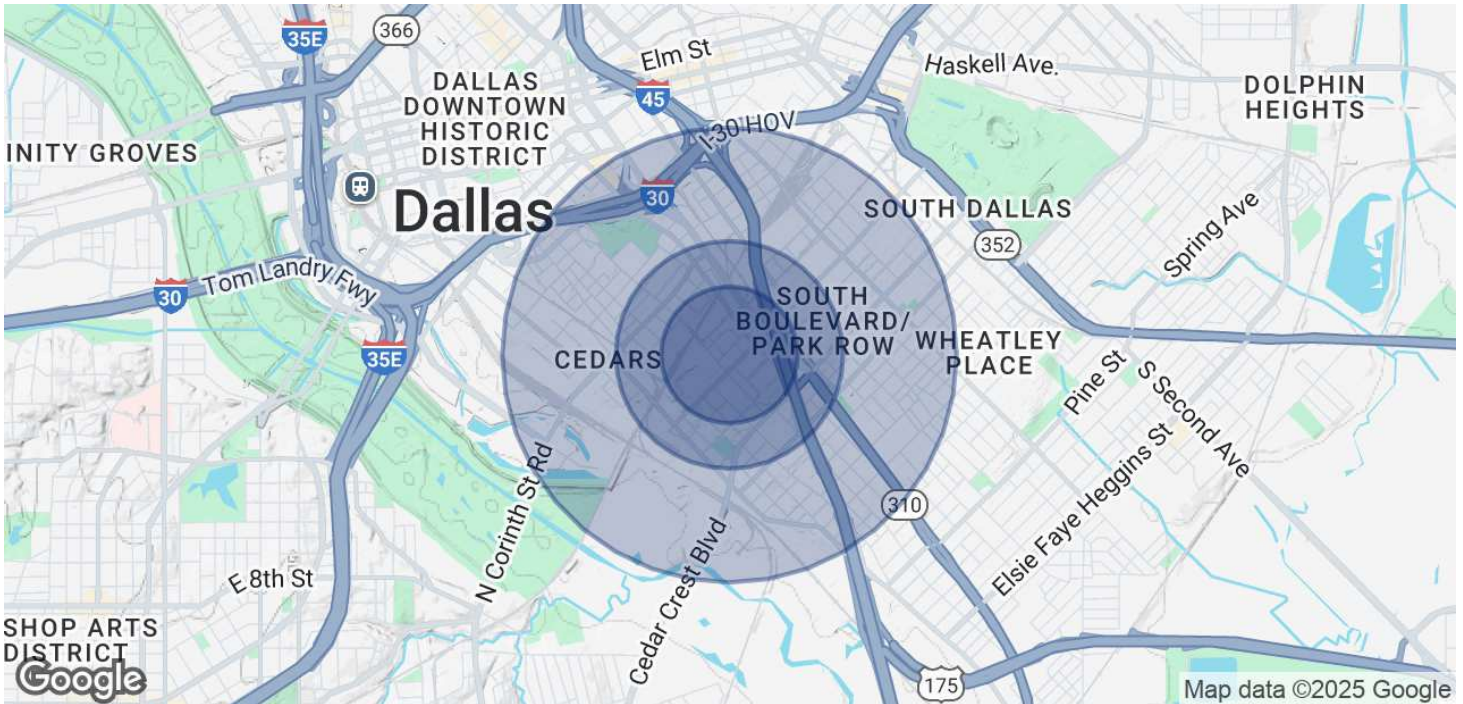 35E
366
Elm St
Haskell Ave.
45
DALLAS
DOWNTOWN
HISTORIC
DISTRICT
DOLPHIN
HEIGHTS
I-30 HOV
INITY GROVES
30
Dallas
SOUTH DALLAS
352
Spring Ave
Tom Landry Fwy
30
SOUTH
BOULEVARD/
PARK ROW
WHEATLEY
PLACE
35E
CEDARS
Pine St
S Second Ave
N Corinth St Rd
310
Elsie Faye Heggins St
E 8th St
Cedar Crest Blvd
SHOP ARTS
DISTRICT
175
Google
Map data ©2025 Google